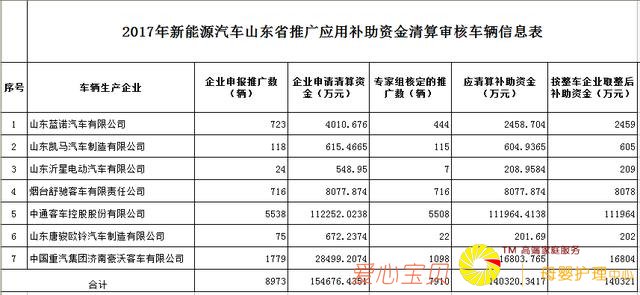 2017年新能源汽车山东省推广应用补助资金清算审核车辆信息表
序号 车辆生产企业 企业申报推广数（辆） 企业申请清算资金（万元） 专家组核定的推广数（辆） 应清算补助资金（万元） 按整车企业取整后补助资金（万元）
1 山东蓝诺汽车有限公司 723 4010.676 444 2458.704 2459
2 山东凯马汽车制造有限公司 118 615.4665 115 604.9365 605
3 山东沂星电动汽车有限公司 24 548.95 7 208.9584 209
4 烟台舒驰客车有限责任公司 716 8077.874 716 8077.874 8078
5 中通客车控股股份有限公司 5538 112252.0238 5508 111964.4138 111964
6 山东唐骏欧铃汽车制造有限公司 75 672.2374 22 201.69 202
7 中国重汽集团济南豪沃客车有限公司 1779 28499.2074 1098 16803.765 16804
合计 8973 154676.4351 7910 140320.3417 140321
爱心宝贝
TM 高端家庭服务
母婴护理中心